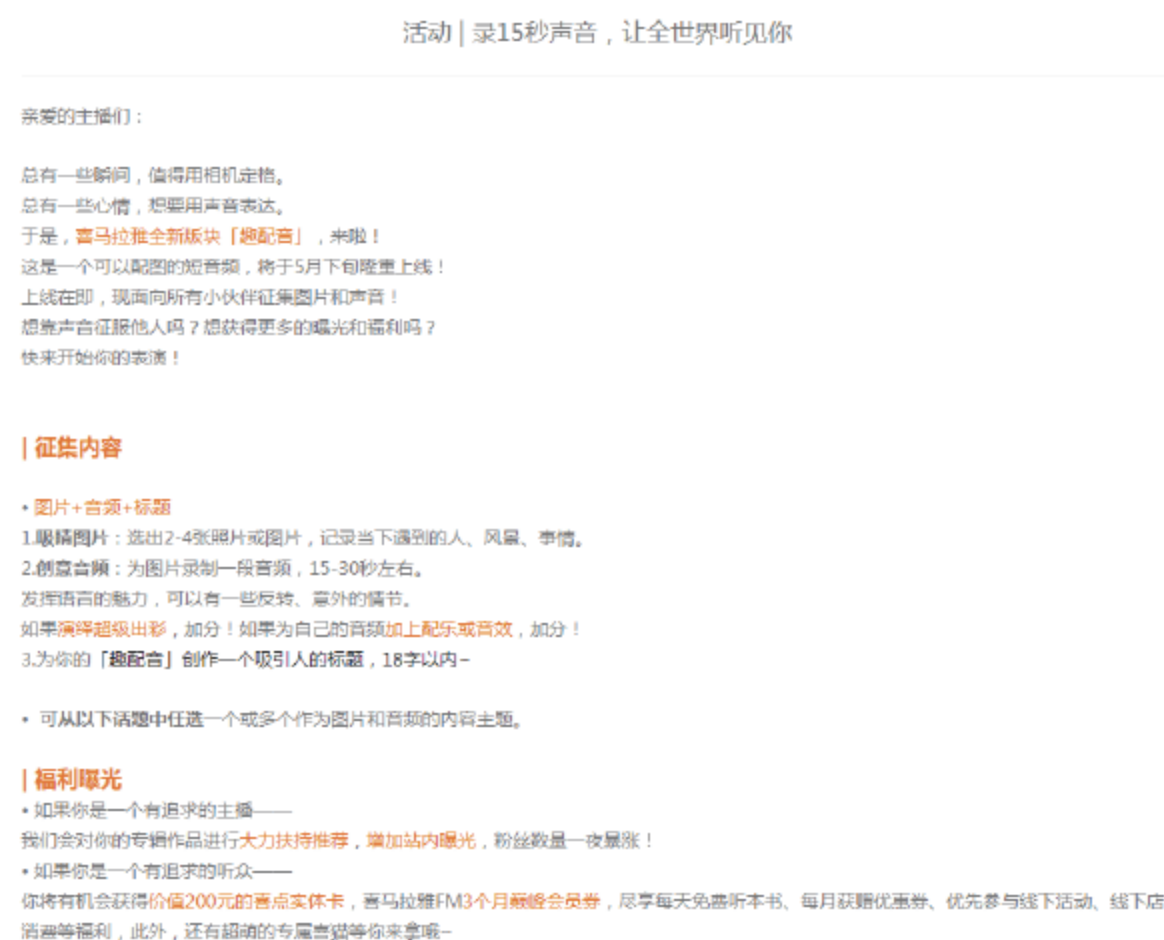 活动 | 录15秒声音，让全世界听见你
亲爱的主播们：
总有一些瞬间，值得用相机定格。
总有一些心情，想要用声音表达。
于是，喜马拉雅全新版块「趣配音」，来啦！
这是一个可以配图的短音频，将于5月下旬隆重上线！
上线在即，现面向所有小伙伴征集图片和声音！
想靠声音征服他人吗？想获得更多的曝光和福利吗？
快来开始你的表演！
| 征集内容
• 图片+音频+标题
1.吸睛图片：选出2-4张照片或图片，记录当下遇到的人、风景、事情。
2.创意音频：为图片录制一段音频，15-30秒左右。
发挥语言的魅力，可以有一些反转、意外的情节。
如果演绎超级出彩，加分！如果为自己的音频加上配乐或音效，加分！
3.为你的「趣配音」创作一个吸引人的标题，18字以内~
• 可从以下话题中任选一个或多个作为图片和音频的内容主题。
| 福利曝光
• 如果你是一个有追求的主播——
我们会对你的专辑作品进行大力扶持推荐，增加站内曝光，粉丝数量一夜暴涨！
• 如果你是一个有追求的听众——
你将有机会获得价值200元的喜点实体卡，喜马拉雅FM3个月巅峰会员券，尽享每天免费听本书、每月获赠优惠券、优先参与线下活动、线下店
消费等福利，此外，还有超萌的专属喜猫等你来拿哦~